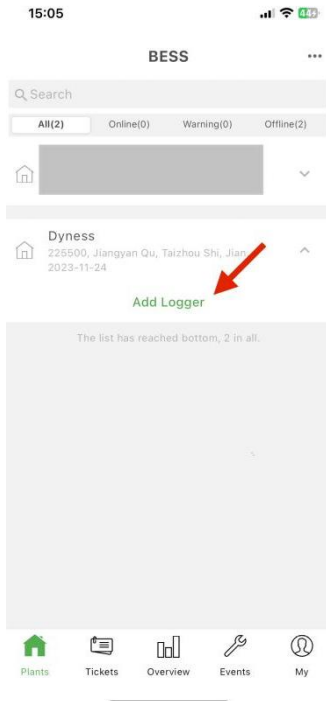 15:05
44
BESS
Search
All(2) Online(0) Warning(0) Offline(2)
Dyness
225500, Jiangyan Qu, Taizhou Shi, Jian...
2023-11-24
Add Logger
The list has reached bottom, 2 in all.
Plants Tickets Overview Events My